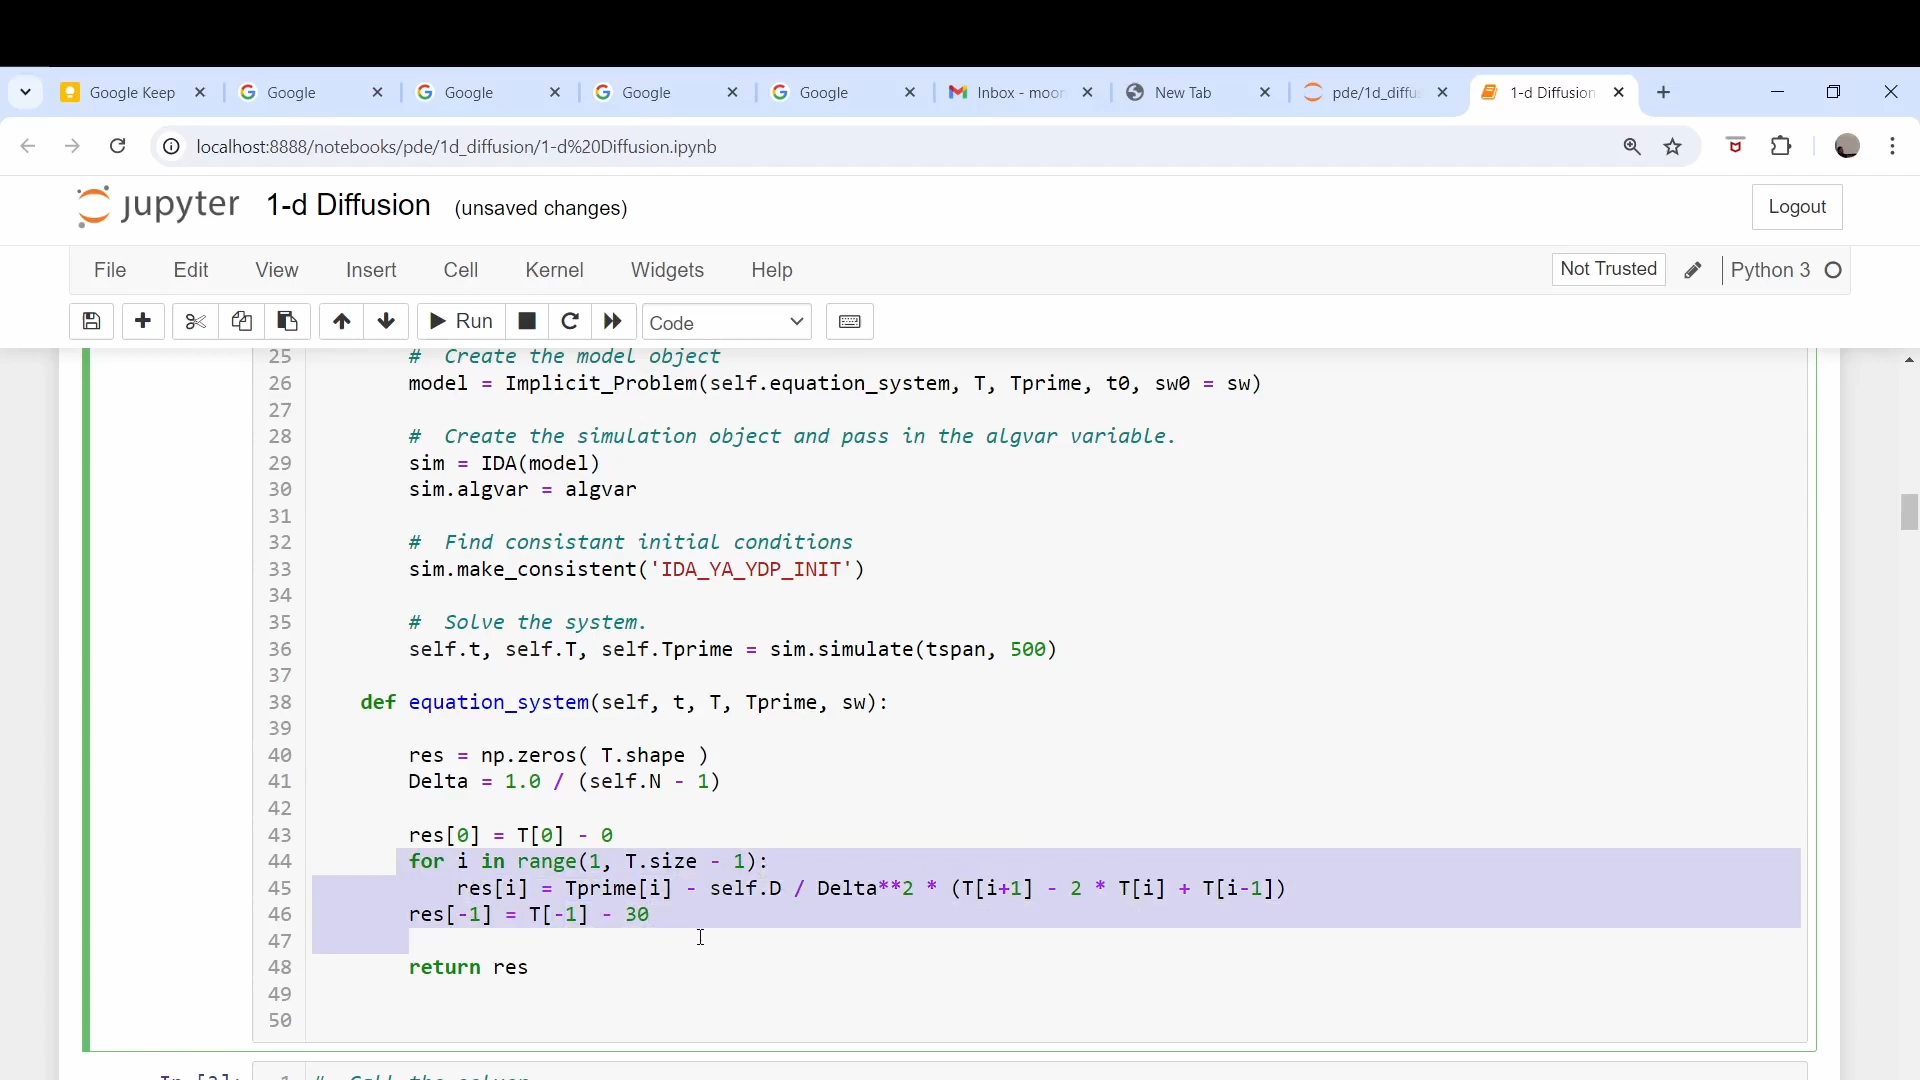 Google Keep
Google
Google
Google
Google
Inbox - moor
New Tab
pde/1d_diffus
1-d Diffusion
localhost:8888/notebooks/pde/1d_diffusion/1-d%20Diffusion.ipynb
jupyter 1-d Diffusion (unsaved changes)
Logout
File Edit View Insert Cell Kernel Widgets Help
Not Trusted
Python 3
Run
Code
25 # Create the model object
26 model = Implicit_Problem(self.equation_system, T, Tprime, t0, sw0 = sw)
27
28 # Create the simulation object and pass in the algvar variable.
29 sim = IDA(model)
30 sim.algvar = algvar
31
32 # Find consistant initial conditions
33 sim.make_consistent('IDA_YA_YDP_INIT')
34
35 # Solve the system.
36 self.t, self.T, self.Tprime = sim.simulate(tspan, 500)
37
38 def equation_system(self, t, T, Tprime, sw):
39
40 res = np.zeros( T.shape )
41 Delta = 1.0 / (self.N - 1)
42
43 res[0] = T[0] - 0
44 for i in range(1, T.size - 1):
45 res[i] = Tprime[i] - self.D / Delta**2 * (T[i+1] - 2 * T[i] + T[i-1])
46 res[-1] = T[-1] - 30
47
48 return res
49
50
1 # Call the solver